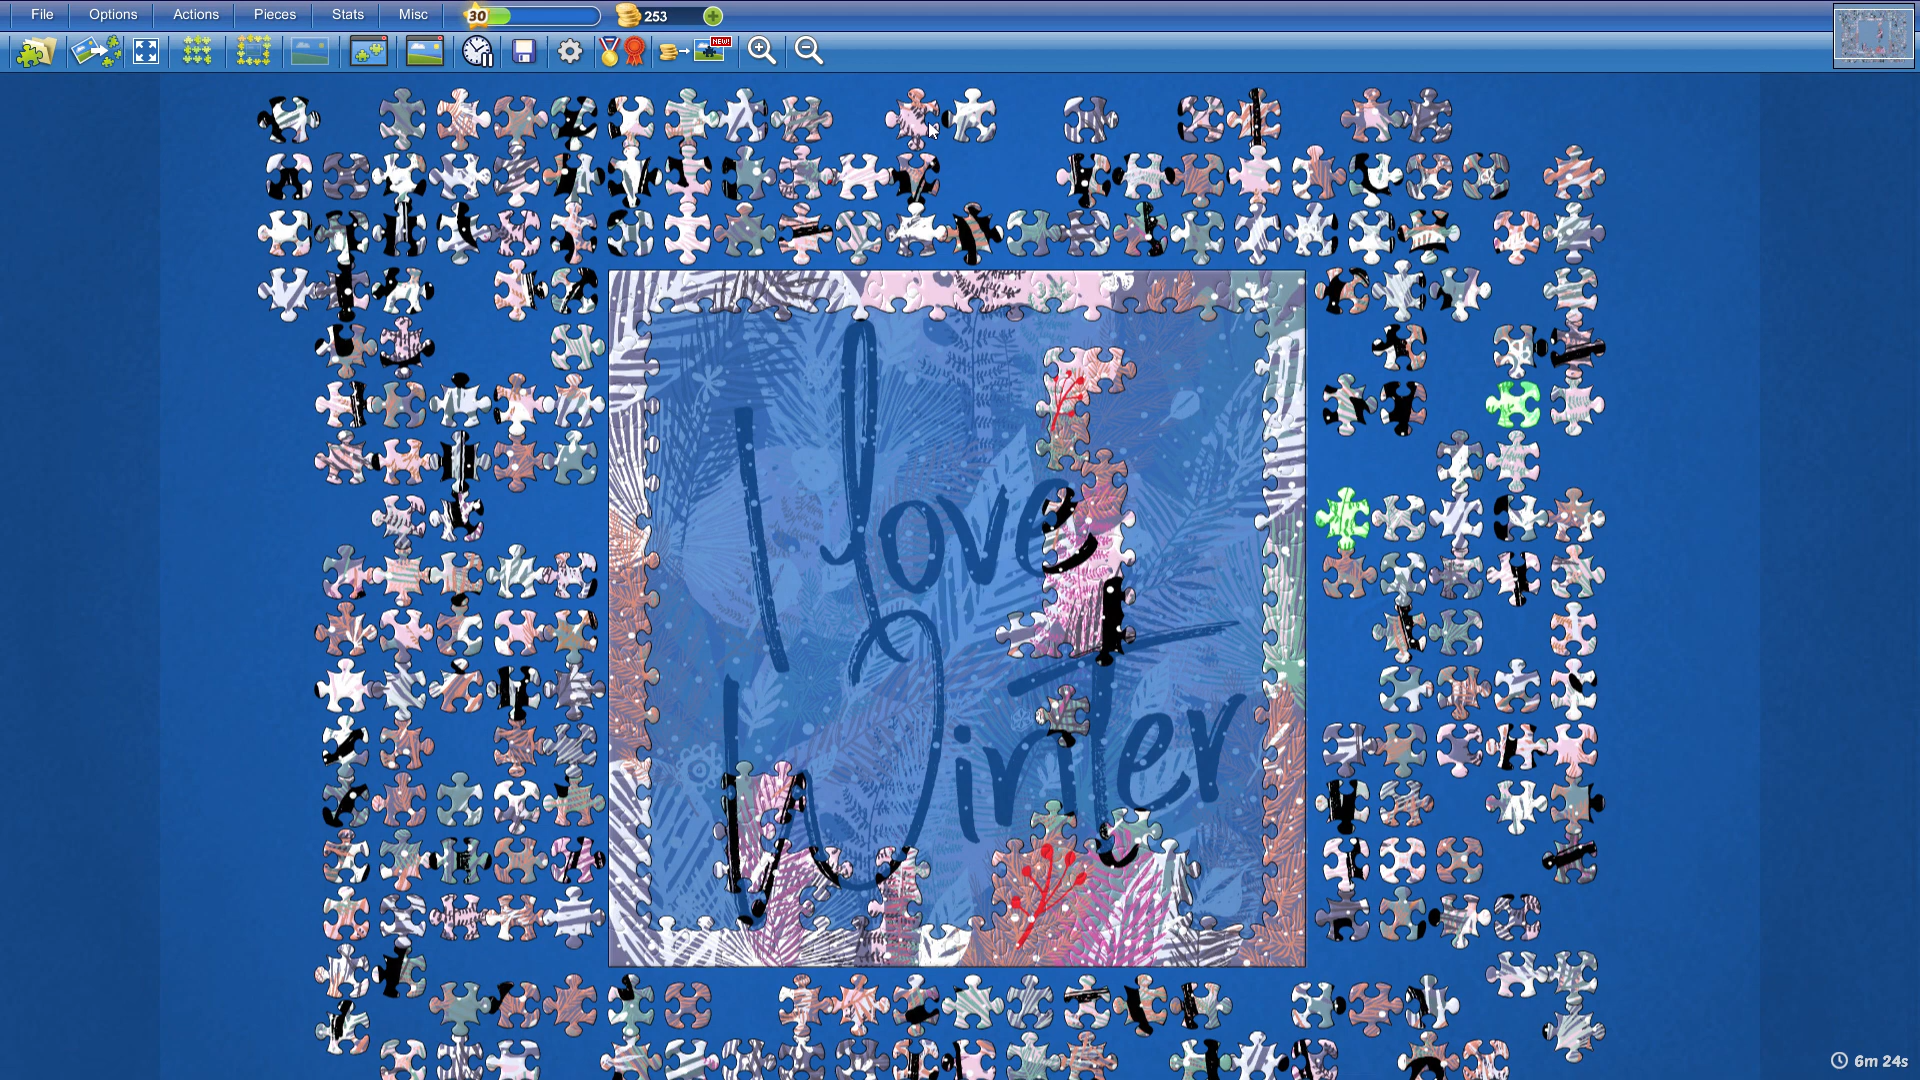 File Options Actions Pieces Stats Misc 30 253
NEW!
I love
Winter
6m 24s